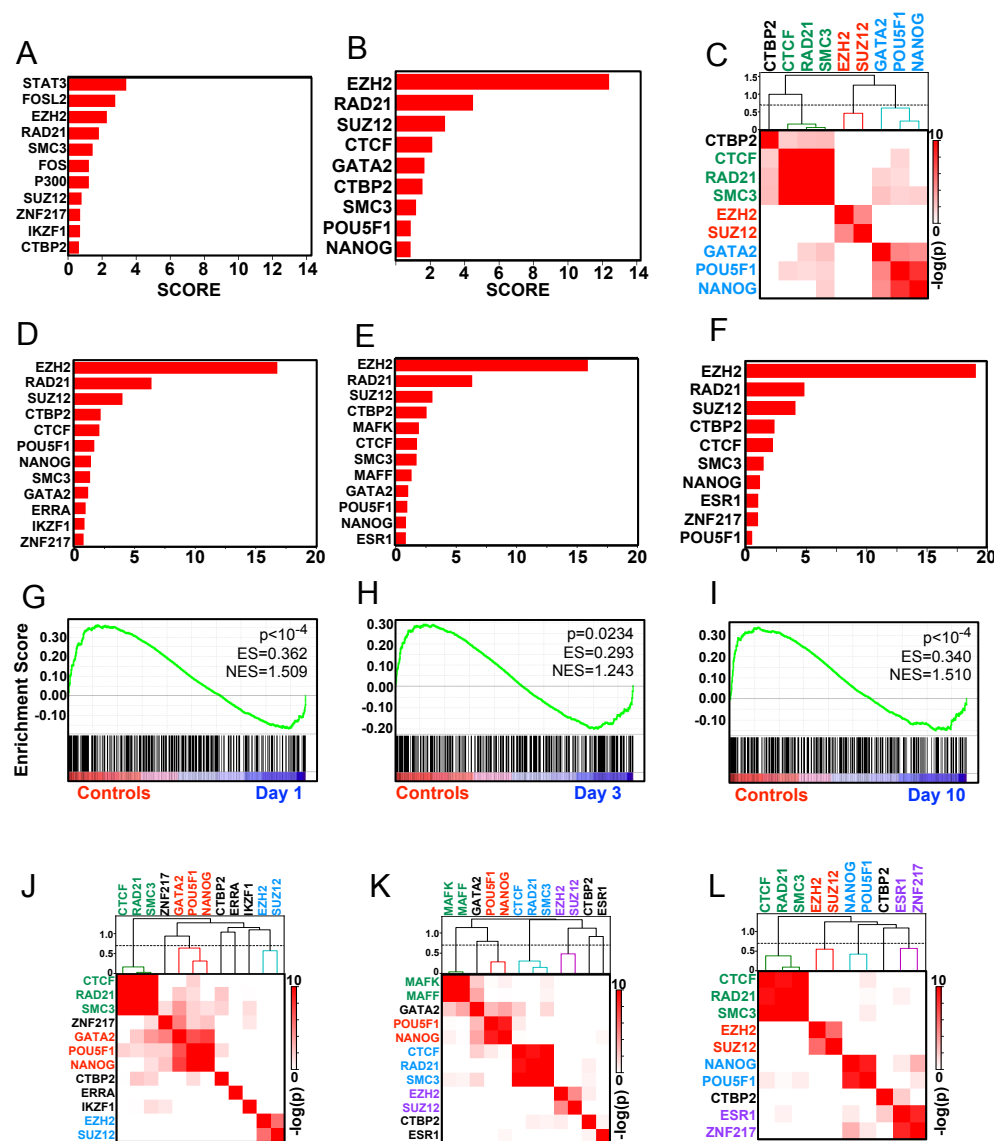 A
STAT3
FOSL2
EZH2
RAD21
SMC3
FOS
P300
SUZ12
ZNF217
IKZF1
CTBP2
0 2 4 6 8 10 12 14
SCORE
B
EZH2
RAD21
SUZ12
CTCF
GATA2
CTBP2
SMC3
POU5F1
NANOG
0 2 4 6 8 10 12 14
SCORE
C
CTBP2 CTCF RAD21 SMC3 EZH2 SUZ12 GATA2 POU5F1 NANOG
1.5
1.0
0.5
0
CTBP2
CTCF
RAD21
SMC3
EZH2
SUZ12
GATA2
POU5F1
NANOG
10
0
-log(p)
D
EZH2
RAD21
SUZ12
CTBP2
CTCF
POU5F1
NANOG
SMC3
GATA2
ERRA
IKZF1
ZNF217
0 5 10 15 20
E
EZH2
RAD21
SUZ12
CTBP2
MAFK
CTCF
SMC3
MAFF
GATA2
POU5F1
NANOG
ESR1
0 5 10 15 20
F
EZH2
RAD21
SUZ12
CTBP2
CTCF
SMC3
NANOG
ESR1
ZNF217
POU5F1
0 5 10 15 20
G
Enrichment Score
0.30
0.20
0.10
0.00
-0.10
p<10-4
ES=0.362
NES=1.509
Controls Day 1
H
0.30
0.20
0.10
0.00
-0.10
-0.20
p=0.0234
ES=0.293
NES=1.243
Controls Day 3
I
0.30
0.20
0.10
0.00
-0.10
p<10-4
ES=0.340
NES=1.510
Controls Day 10
J
CTCF RAD21 SMC3 ZNF217 GATA2 POU5F1 NANOG CTBP2 ERRA IKZF1 EZH2 SUZ12
1.0
0.5
0
CTCF
RAD21
SMC3
ZNF217
GATA2
POU5F1
NANOG
CTBP2
ERRA
IKZF1
EZH2
SUZ12
10
0
-log(p)
K
MAFK MAFF GATA2 POU5F1 NANOG CTCF RAD21 SMC3 EZH2 SUZ12 CTBP2 ESR1
1.0
0.5
0
MAFK
MAFF
GATA2
POU5F1
NANOG
CTCF
RAD21
SMC3
EZH2
SUZ12
CTBP2
ESR1
10
0
-log(p)
L
CTCF RAD21 SMC3 EZH2 SUZ12 NANOG POU5F1 CTBP2 ESR1 ZNF217
1.0
0.5
0
CTCF
RAD21
SMC3
EZH2
SUZ12
NANOG
POU5F1
CTBP2
ESR1
ZNF217
10
0
-log(p)